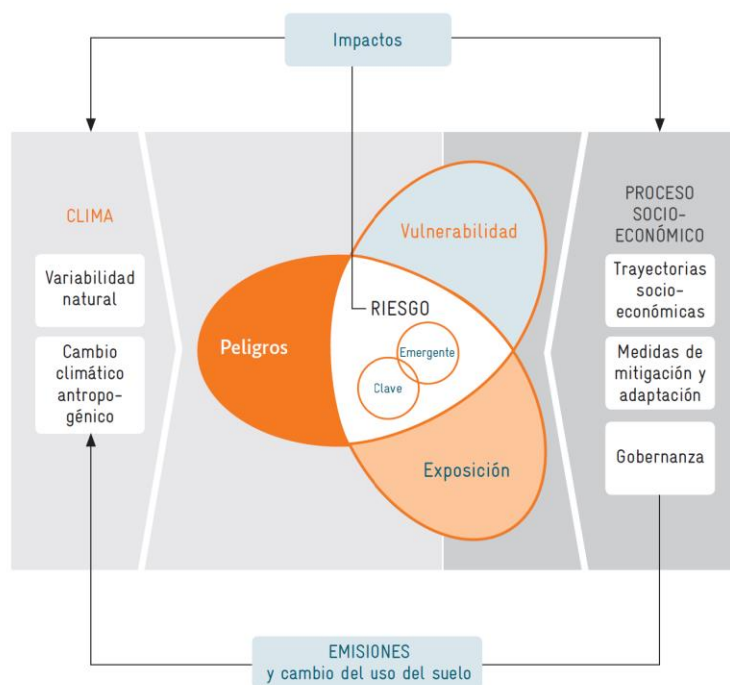 Impactos
CLIMA
Variabilidad
natural
Cambio
climático
antropo-
génico
Peligros
Vulnerabilidad
RIESGO
Emergente
Clave
Exposición
PROCESO
SOCIO-
ECONÓMICO
Trayectorias
socio-
económicas
Medidas de
mitigación y
adaptación
Gobernanza
EMISIONES
y cambio del uso del suelo